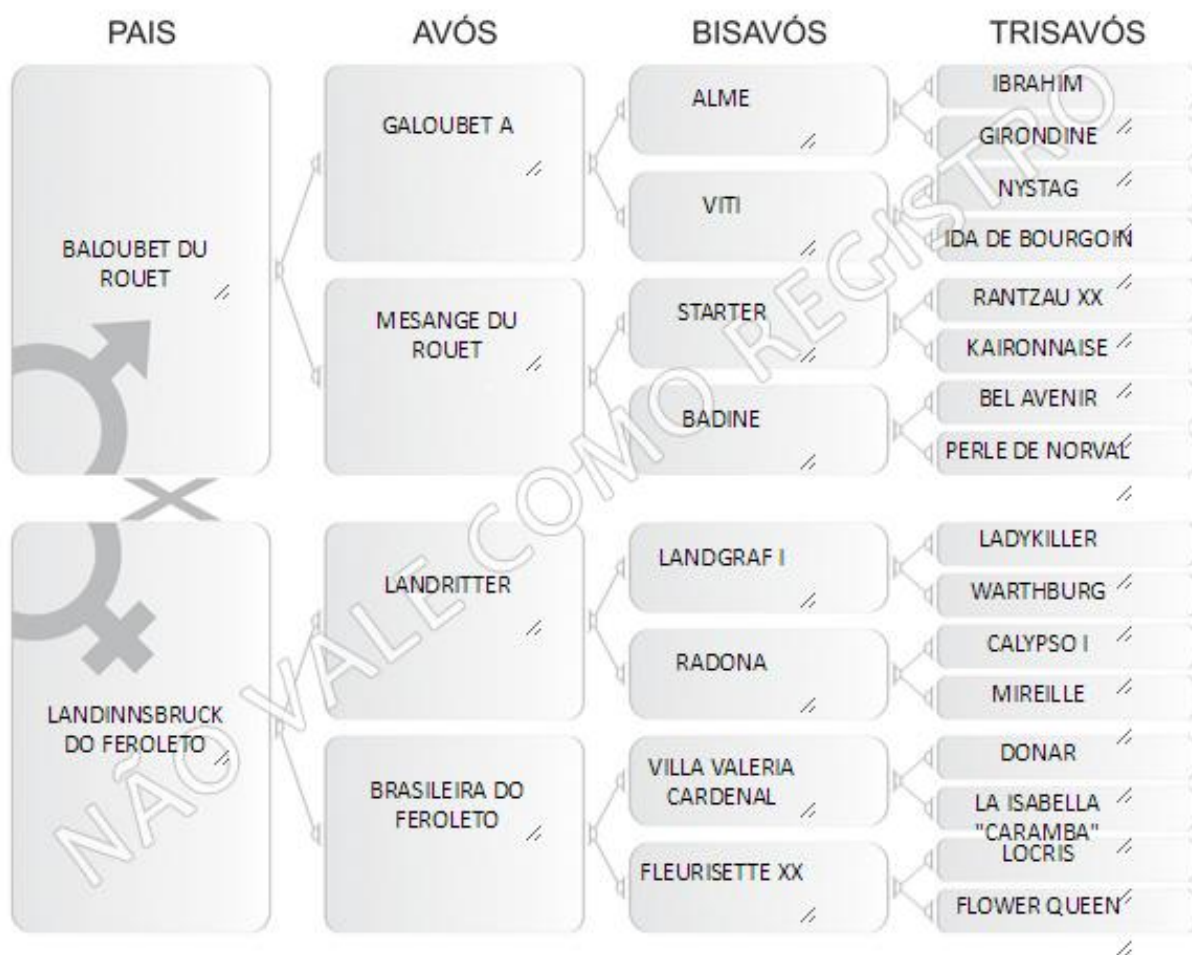 PAIS AVÓS BISAVÓS TRISAVÓS
BALOUBET DU
ROUET
GALOUBET A
MESANGE DU
ROUET
ALME
VITI
STARTER
BADINE
IBRAHIM
GIRONDINE
NYSTAG
IDA DE BOURGOIN
RANTZAU XX
KAIRONNAISE
BEL AVENIR
PERLE DE NORVAL
LANDINNSBRUCK
DO FEROLETO
LANDRITTER
BRASILEIRA DO
FEROLETO
LANDGRAF I
RADONA
VILLA VALERIA
CARDENAL
FLEURISETTE XX
LADYKILLER
WARTHBURG
CALYPSO I
MIREILLE
DONAR
LA ISABELLA
"CARAMBA"
LOCRIS
FLOWER QUEEN
NÃO VALE COMO REGISTRO